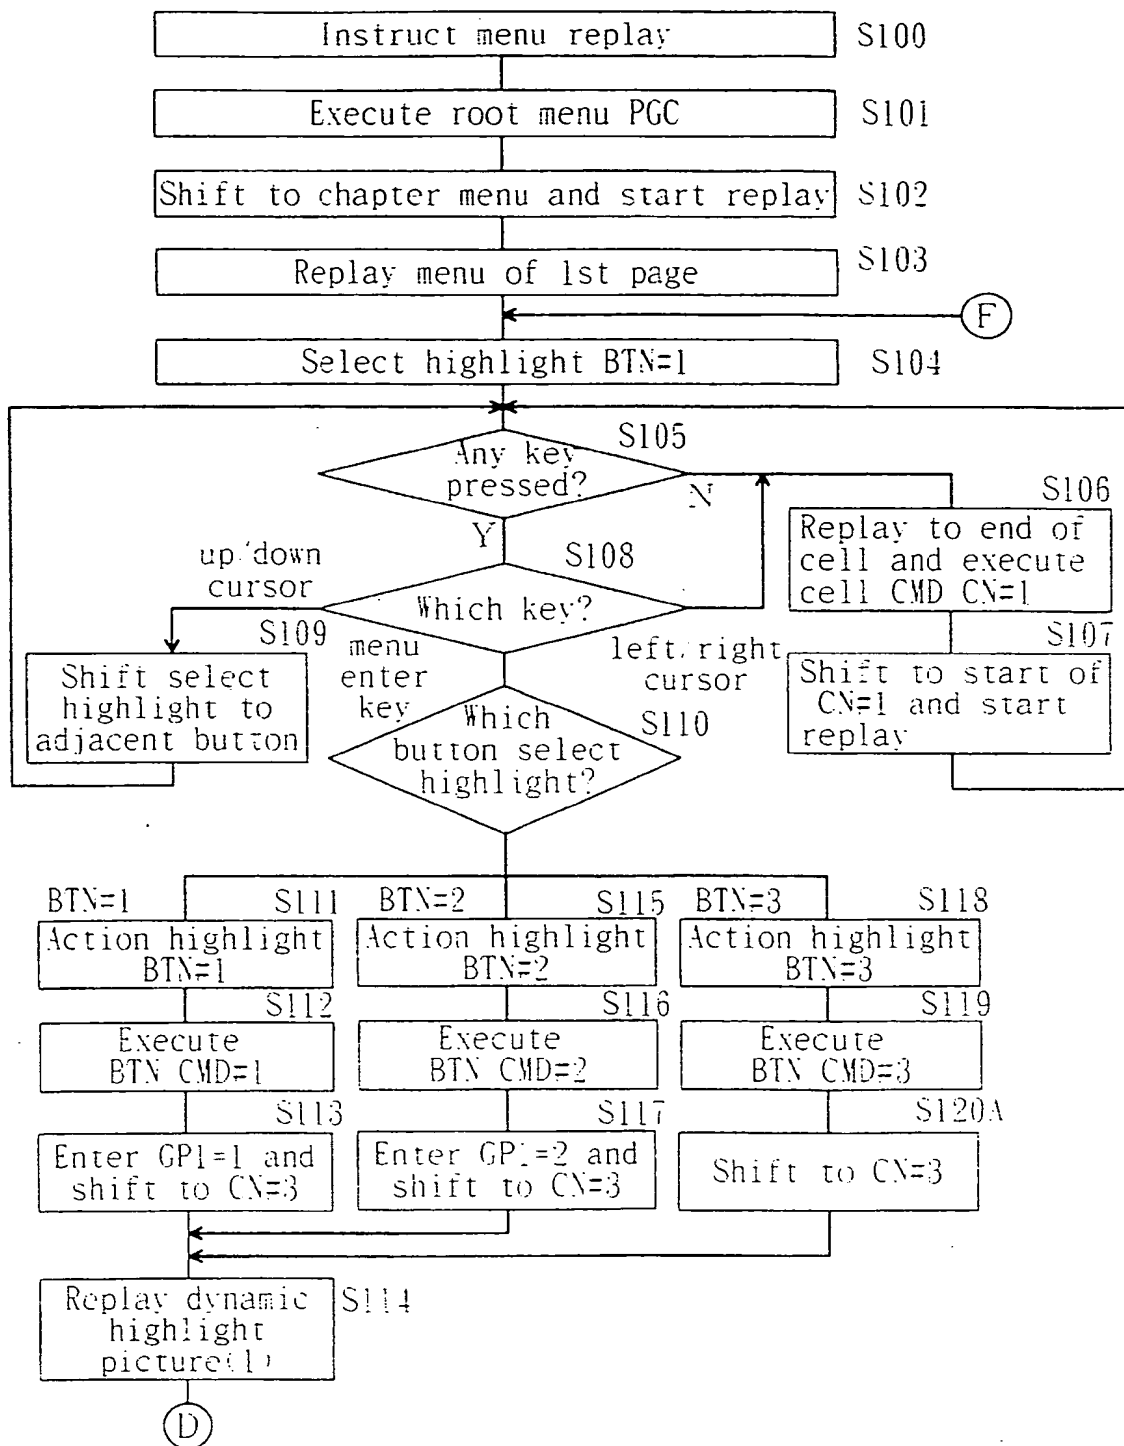 Instruct menu replay
S100
Execute root menu PGC
S101
Shift to chapter menu and start replay
S102
Replay menu of 1st page
S103
F
Select highlight BTN=1
S104
Any key
pressed?
S105
N
Y
S106
Replay to end of
cell and execute
cell CMD CN=1
up/down
cursor
S108
Which key?
S109
menu
enter
key
left/right
cursor
S107
Shift select
highlight to
adjacent button
Shift to start of
CN=1 and start
replay
S110
Which
button select
highlight?
BTN=1
S111
Action highlight
BTN=1
S112
Execute
BTN CMD=1
S113
Enter GP1=1 and
shift to CN=3
BTN=2
S115
Action highlight
BTN=2
S116
Execute
BTN CMD=2
S117
Enter GP1=2 and
shift to CN=3
BTN=3
S118
Action highlight
BTN=3
S119
Execute
BTN CMD=3
S120A
Shift to CN=3
Replay dynamic
highlight
picture(1)
S114
D